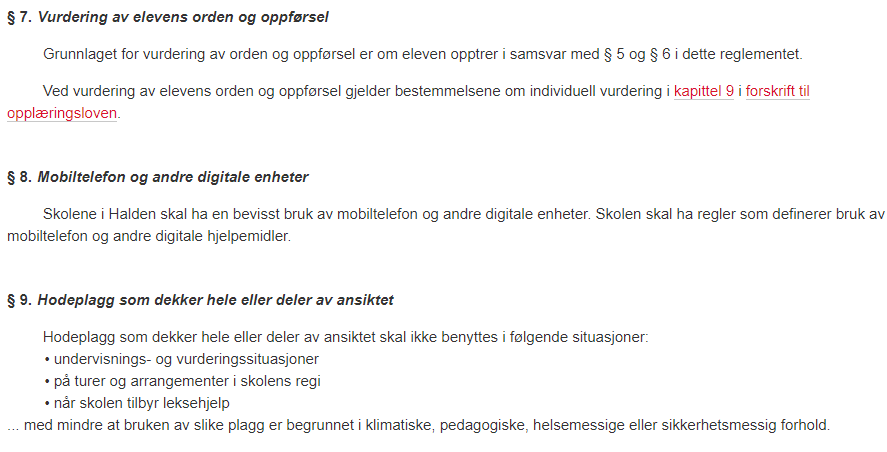 § 7. Vurdering av elevens orden og oppførsel
Grunnlaget for vurdering av orden og oppførsel er om eleven opptrer i samsvar med § 5 og § 6 i dette reglementet.
Ved vurdering av elevens orden og oppførsel gjelder bestemmelsene om individuell vurdering i kapittel 9 i forskrift til
opplæringsloven.
§ 8. Mobiltelefon og andre digitale enheter
Skolene i Halden skal ha en bevisst bruk av mobiltelefon og andre digitale enheter. Skolen skal ha regler som definerer bruk av
mobiltelefon og andre digitale hjelpemidler.
§ 9. Hodeplagg som dekker hele eller deler av ansiktet
Hodeplagg som dekker hele eller deler av ansiktet skal ikke benyttes i følgende situasjoner:
• undervisnings- og vurderingssituasjoner
• på turer og arrangementer i skolens regi
• når skolen tilbyr leksehjelp
... med mindre at bruken av slike plagg er begrunnet i klimatiske, pedagogiske, helsemessige eller sikkerhetsmessig forhold.